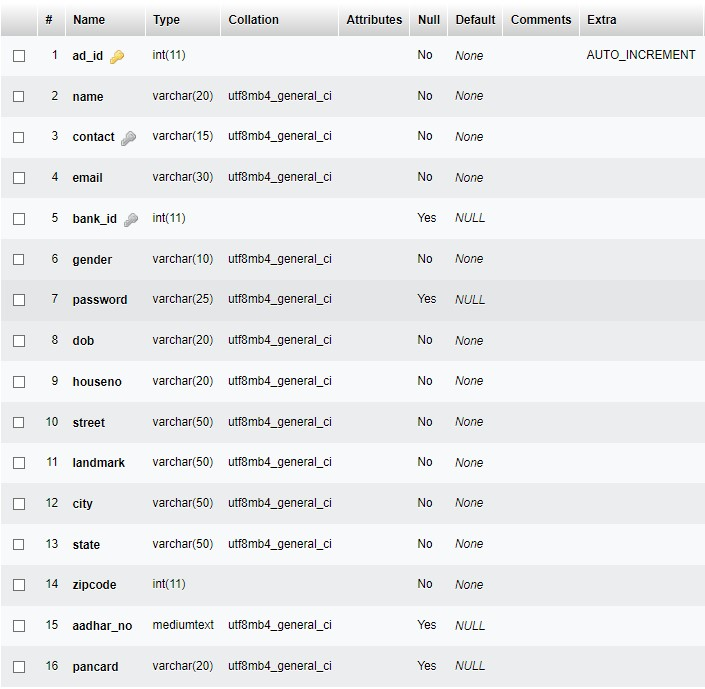 # Name Type Collation Attributes Null Default Comments Extra
1 ad_id int(11) No None AUTO_INCREMENT
2 name varchar(20) utf8mb4_general_ci No None
3 contact varchar(15) utf8mb4_general_ci No None
4 email varchar(30) utf8mb4_general_ci No None
5 bank_id int(11) Yes NULL
6 gender varchar(10) utf8mb4_general_ci No None
7 password varchar(25) utf8mb4_general_ci Yes NULL
8 dob varchar(20) utf8mb4_general_ci No None
9 houseno varchar(20) utf8mb4_general_ci No None
10 street varchar(50) utf8mb4_general_ci No None
11 landmark varchar(50) utf8mb4_general_ci No None
12 city varchar(50) utf8mb4_general_ci No None
13 state varchar(50) utf8mb4_general_ci No None
14 zipcode int(11) No None
15 aadhar_no mediumtext utf8mb4_general_ci Yes NULL
16 pancard varchar(20) utf8mb4_general_ci Yes NULL